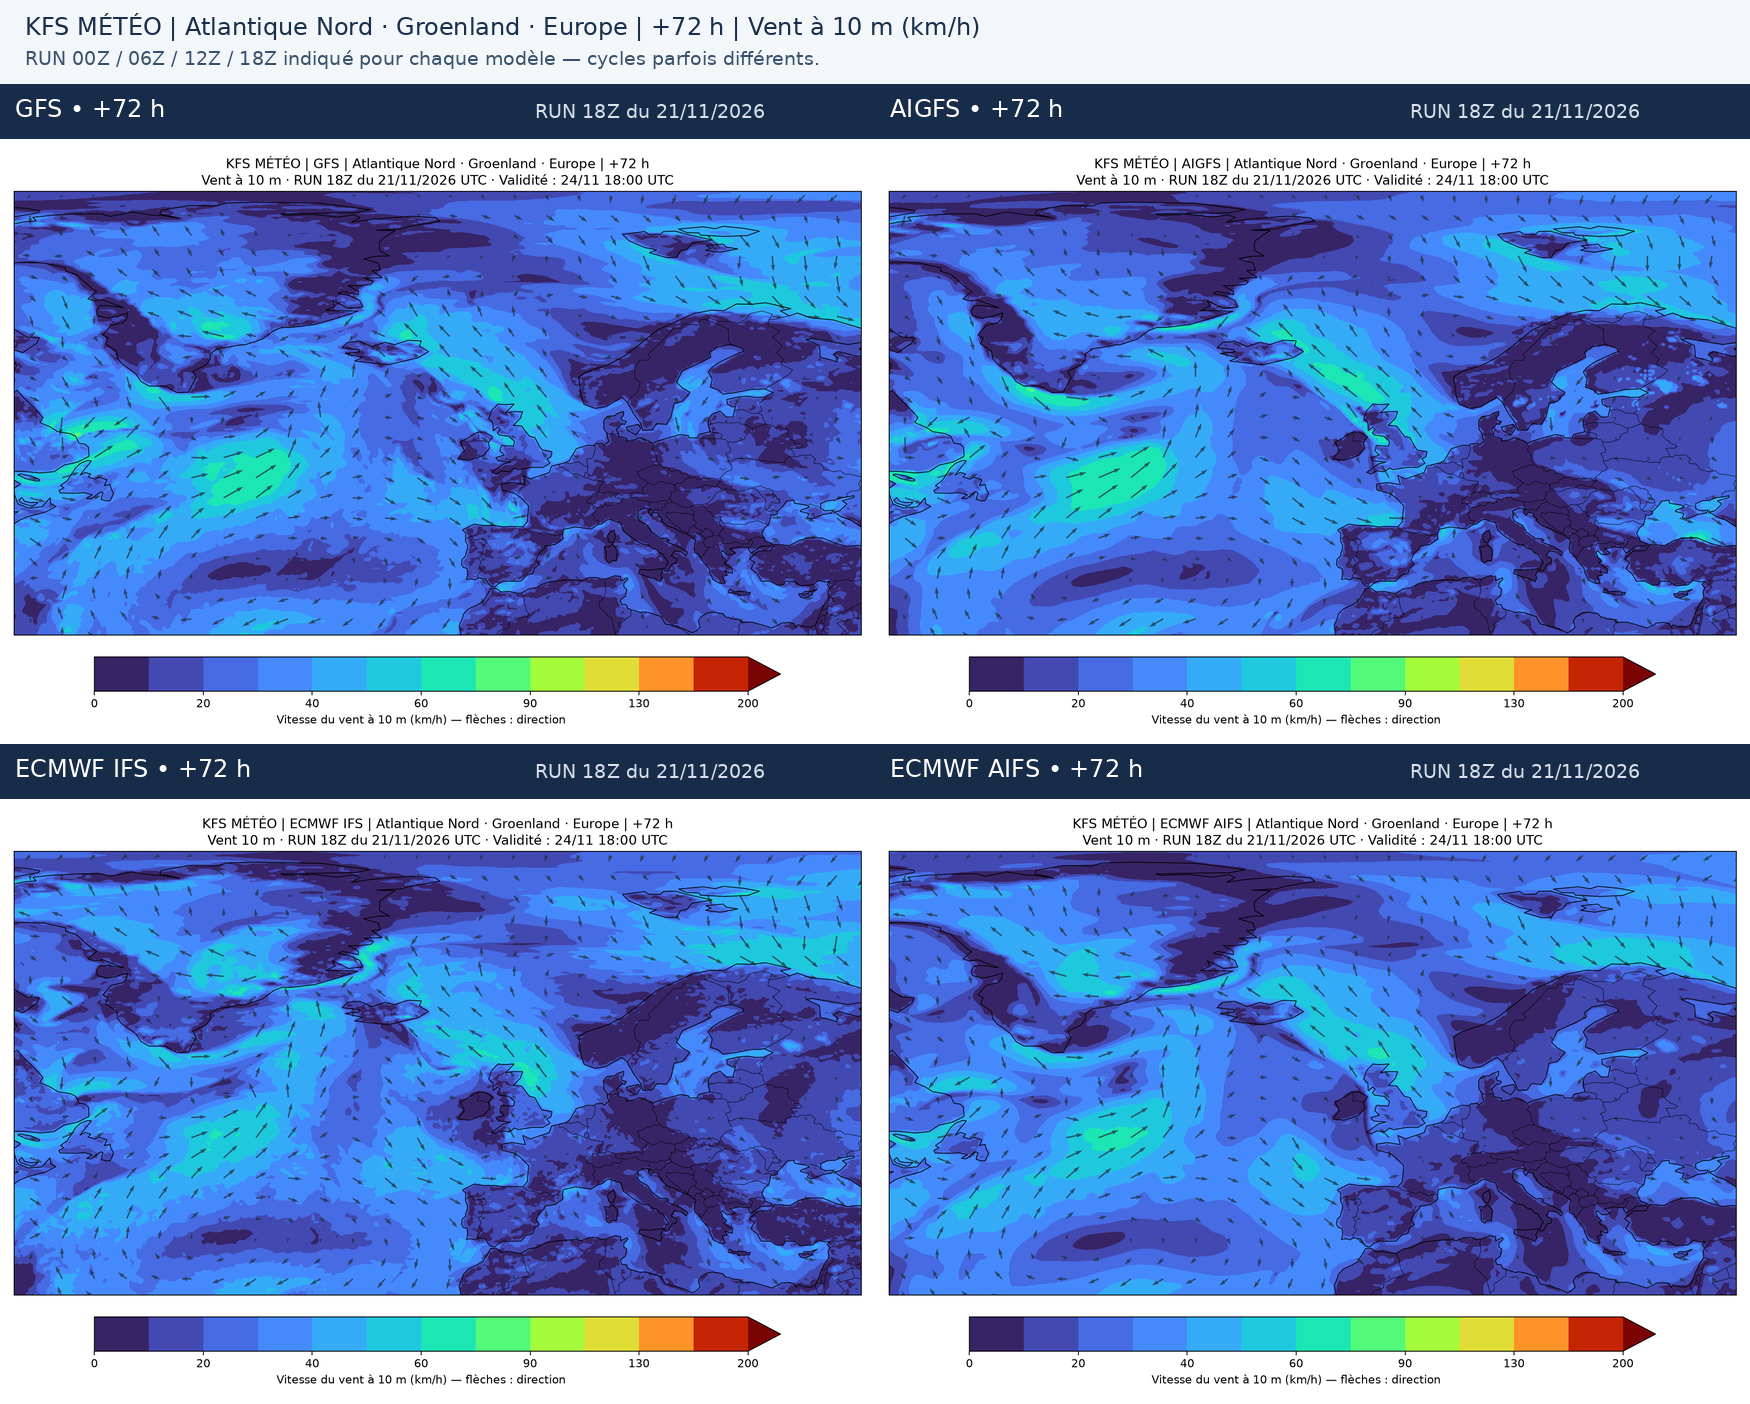 KFS MÉTÉO | Atlantique Nord · Groenland · Europe | +72 h | Vent à 10 m (km/h)
RUN 00Z / 06Z / 12Z / 18Z indiqué pour chaque modèle — cycles parfois différents.
GFS • +72 h
RUN 18Z du 21/11/2026
KFS MÉTÉO | GFS | Atlantique Nord · Groenland · Europe | +72 h
Vent à 10 m · RUN 18Z du 21/11/2026 UTC · Validité : 24/11 18:00 UTC
0 20 40 60 90 130 200
Vitesse du vent à 10 m (km/h) — flèches : direction
AIGFS • +72 h
RUN 18Z du 21/11/2026
KFS MÉTÉO | AIGFS | Atlantique Nord · Groenland · Europe | +72 h
Vent à 10 m · RUN 18Z du 21/11/2026 UTC · Validité : 24/11 18:00 UTC
0 20 40 60 90 130 200
Vitesse du vent à 10 m (km/h) — flèches : direction
ECMWF IFS • +72 h
RUN 18Z du 21/11/2026
KFS MÉTÉO | ECMWF IFS | Atlantique Nord · Groenland · Europe | +72 h
Vent 10 m · RUN 18Z du 21/11/2026 UTC · Validité : 24/11 18:00 UTC
0 20 40 60 90 130 200
Vitesse du vent à 10 m (km/h) — flèches : direction
ECMWF AIFS • +72 h
RUN 18Z du 21/11/2026
KFS MÉTÉO | ECMWF AIFS | Atlantique Nord · Groenland · Europe | +72 h
Vent 10 m · RUN 18Z du 21/11/2026 UTC · Validité : 24/11 18:00 UTC
0 20 40 60 90 130 200
Vitesse du vent à 10 m (km/h) — flèches : direction